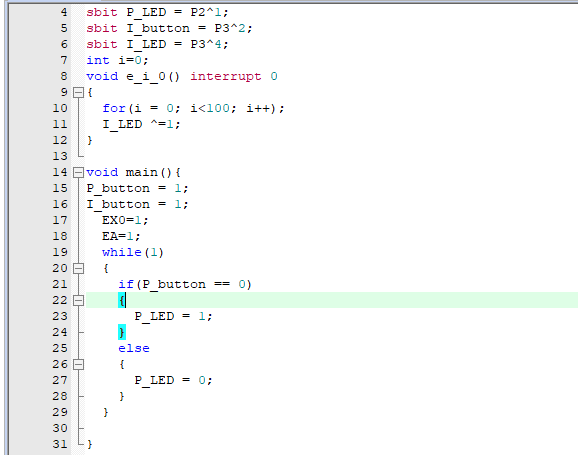 4 sbit P_LED = P2^1;
5 sbit I_button = P3^2;
6 sbit I_LED = P3^4;
7 int i=0;
8 void e_i_0() interrupt 0
9 {
10 for(i = 0; i<100; i++);
11 I_LED ^=1;
12 }
13
14 void main(){
15 P_button = 1;
16 I_button = 1;
17 EX0=1;
18 EA=1;
19 while(1)
20 {
21 if(P_button == 0)
22 {
23 P_LED = 1;
24 }
25 else
26 {
27 P_LED = 0;
28 }
29 }
30
31 }